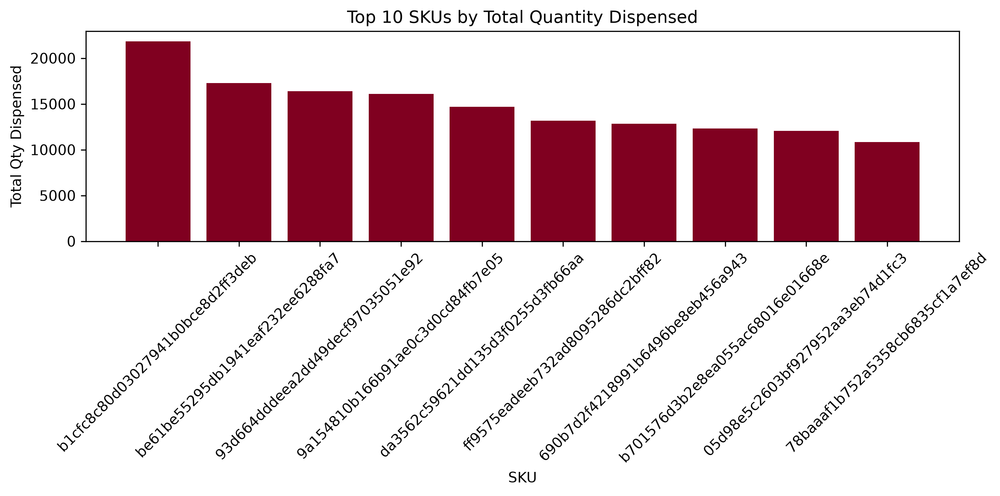 Top 10 SKUs by Total Quantity Dispensed
Total Qty Dispensed
20000
15000
10000
5000
0
b1cfc8c80d03027941b0bce8d2ff3deb
be61be55295db1941eaf232ee6288fa7
93d664dddeea2dd49decf97035051e92
9a154810b166b91ae0c3d0cd84fb7e05
da3562c59621dd135d3f0255d3fb66aa
ff9575eadeeb732ad8095286dc2bff82
690b7d2f4218991b6496be8eb456a943
b701576d3b2e8ea055ac68016e01668e
05d98e5c2603bf927952aa3eb74d1fc3
78baaaf1b752a5358cb6835cf1a7ef8d
SKU